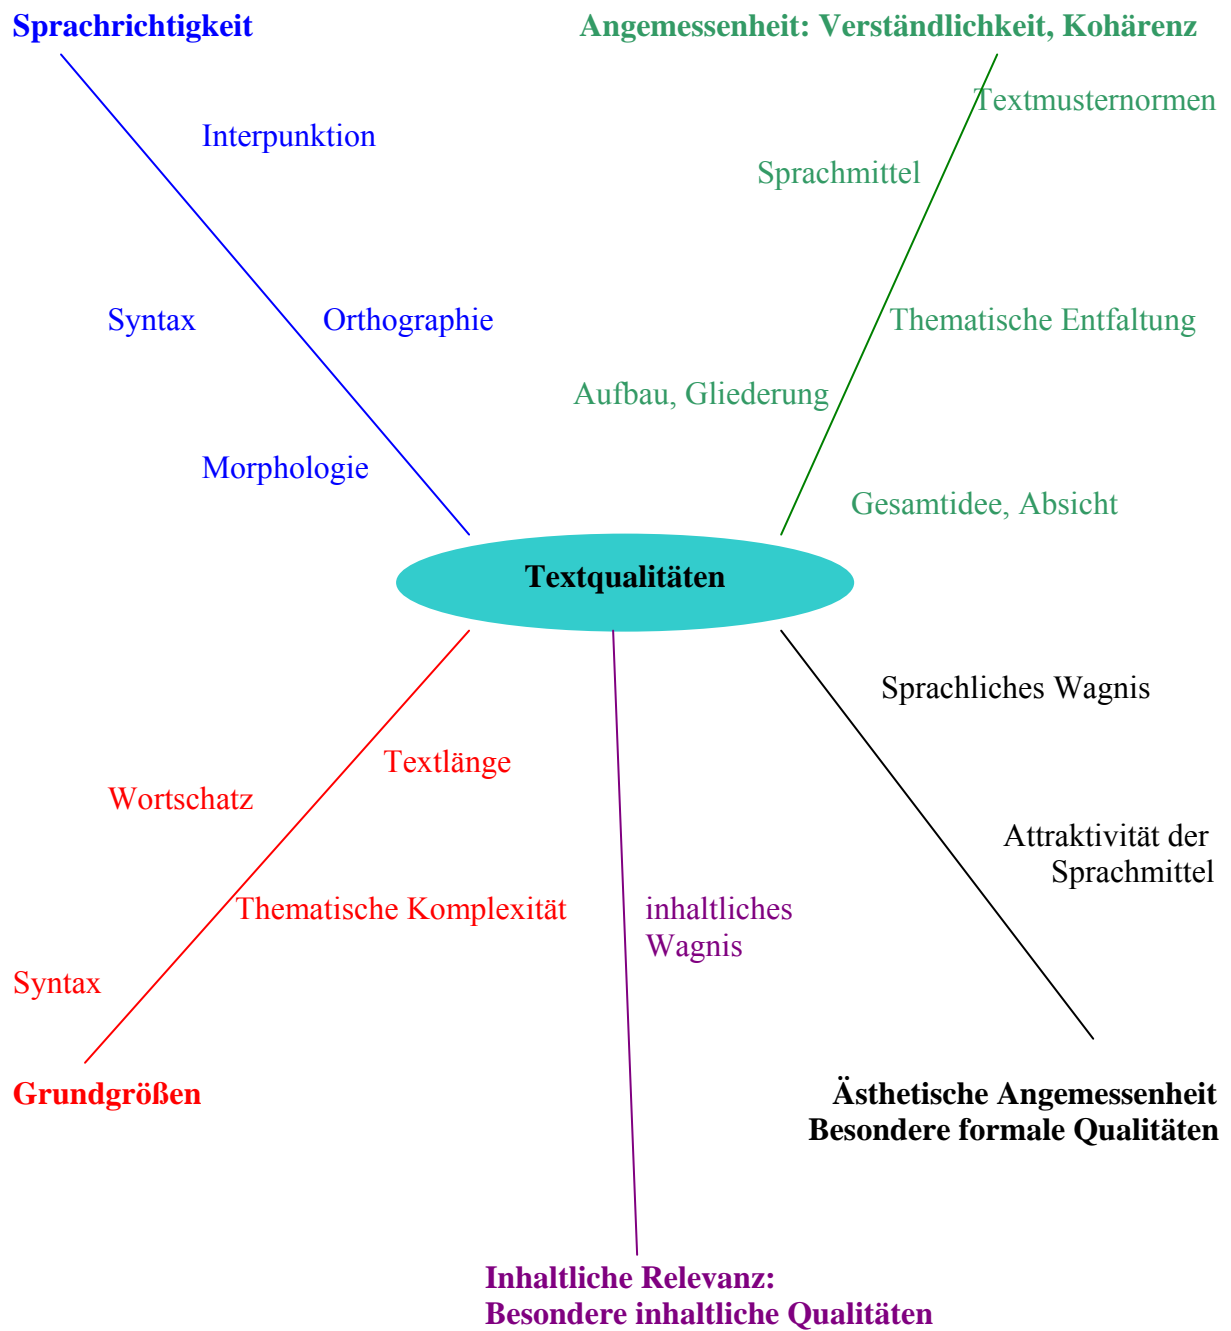 Sprachrichtigkeit
Angemessenheit: Verständlichkeit, Kohärenz
Textmusternormen
Interpunktion
Sprachmittel
Syntax
Orthographie
Thematische Entfaltung
Aufbau, Gliederung
Morphologie
Gesamtidee, Absicht
Textqualitäten
Sprachliches Wagnis
Textlänge
Wortschatz
Attraktivität der
Sprachmittel
Thematische Komplexität
inhaltliches
Wagnis
Syntax
Grundgrößen
Ästhetische Angemessenheit
Besondere formale Qualitäten
Inhaltliche Relevanz:
Besondere inhaltliche Qualitäten